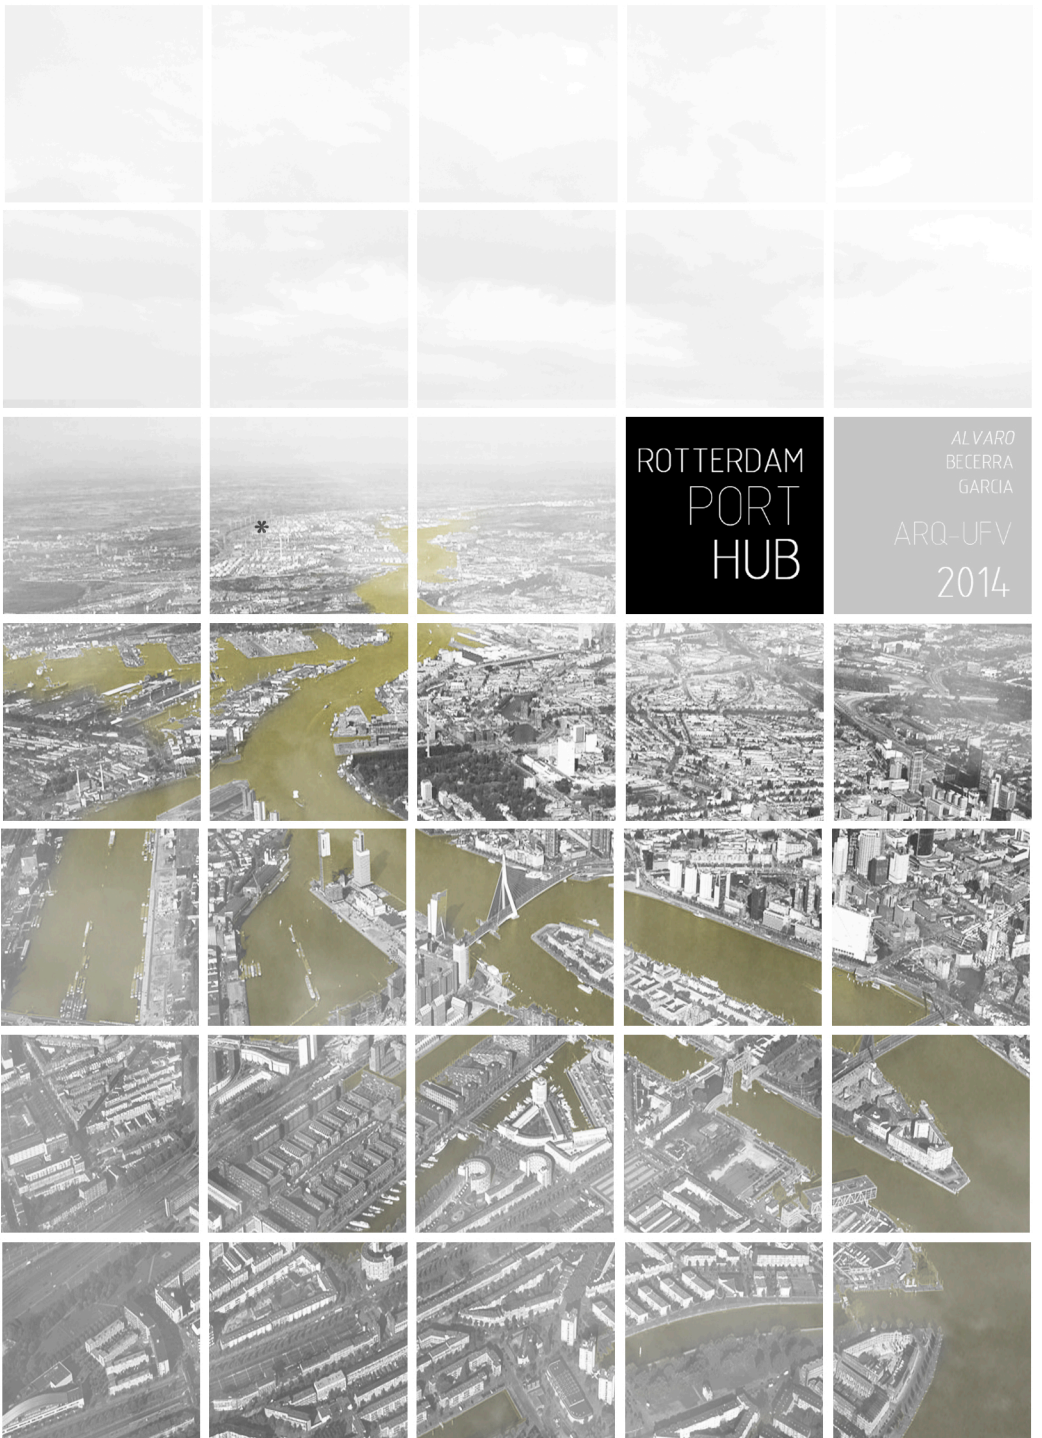 ROTTERDAM
PORT
HUB
ALVARO
BECERRA
GARCIA
ARQ-UFV
2014
*